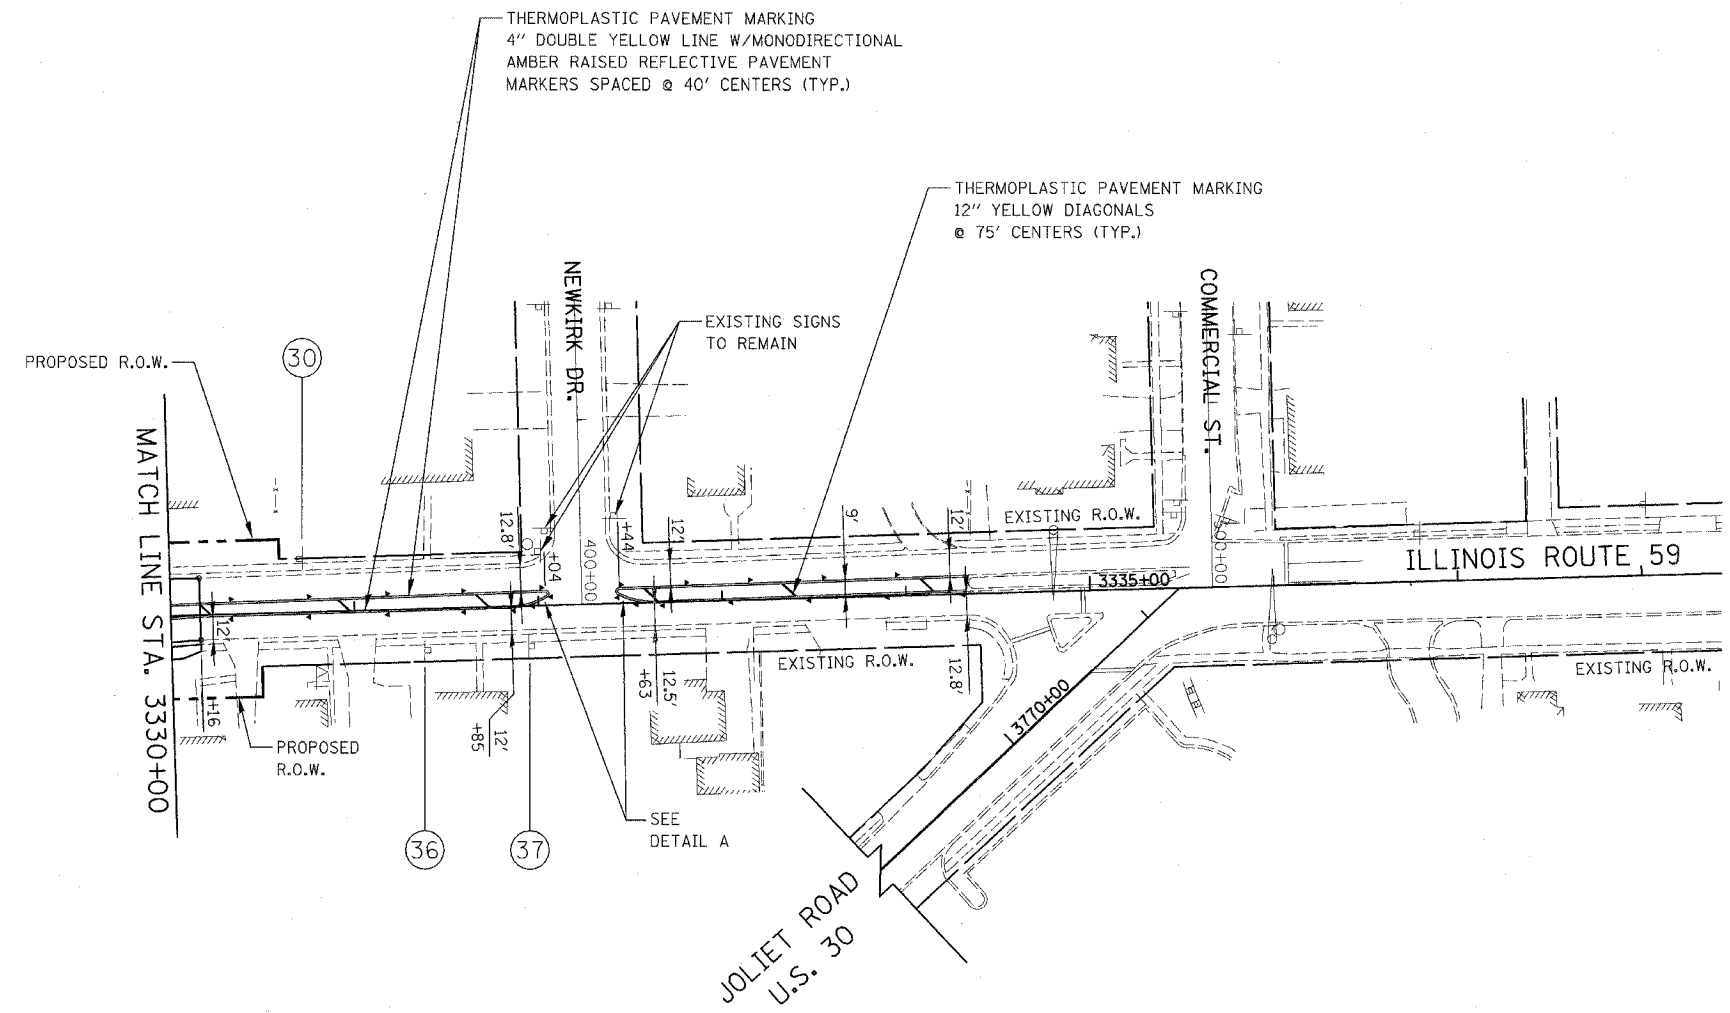 THERMOPLASTIC PAVEMENT MARKING
4" DOUBLE YELLOW LINE W/MONODIRECTIONAL
AMBER RAISED REFLECTIVE PAVEMENT
MARKERS SPACED @ 40' CENTERS (TYP.)
THERMOPLASTIC PAVEMENT MARKING
12" YELLOW DIAGONALS
@ 75' CENTERS (TYP.)
NEWKIRK DR.
COMMERCIAL ST.
EXISTING SIGNS
TO REMAIN
PROPOSED R.O.W.
30
MATCH LINE STA. 3330+00
12.8'
+04
400+00
+44
12'
9'
12'
EXISTING R.O.W.
500+00
ILLINOIS ROUTE 59
3335+00
12'
+16
EXISTING R.O.W.
12.8'
EXISTING R.O.W.
12.5'
+63
12'
+85
3770+00
PROPOSED
R.O.W.
SEE
DETAIL A
36
37
JOLIET ROAD
U.S. 30